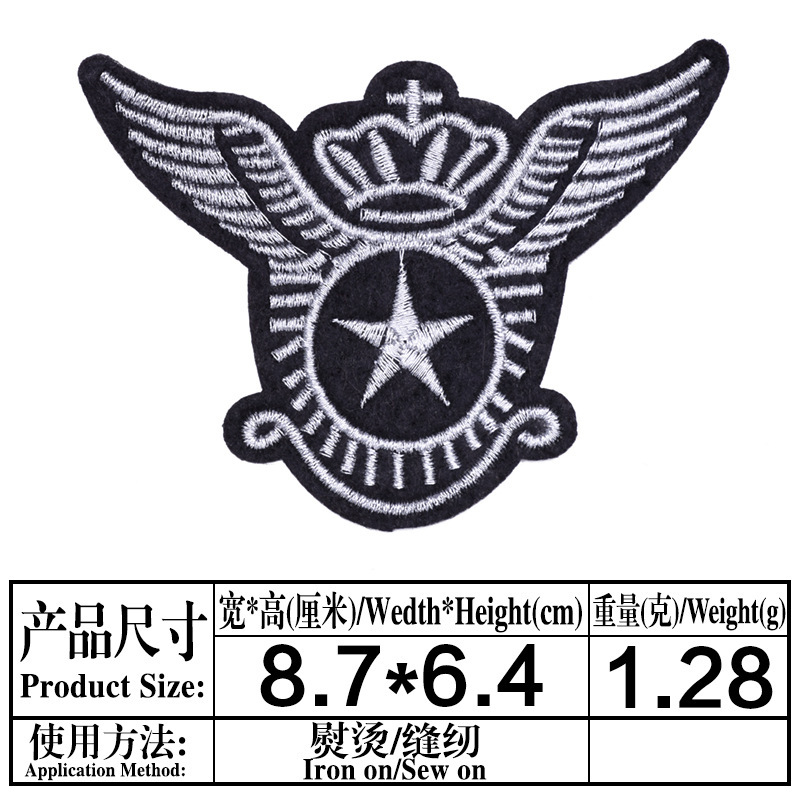 产品尺寸
Product Size:
宽*高(厘米)/Wedth*Height(cm)
重量(克)/Weight(g)
8.7*6.4
1.28
使用方法:
Application Method:
熨烫/缝纫
Iron on/Sew on